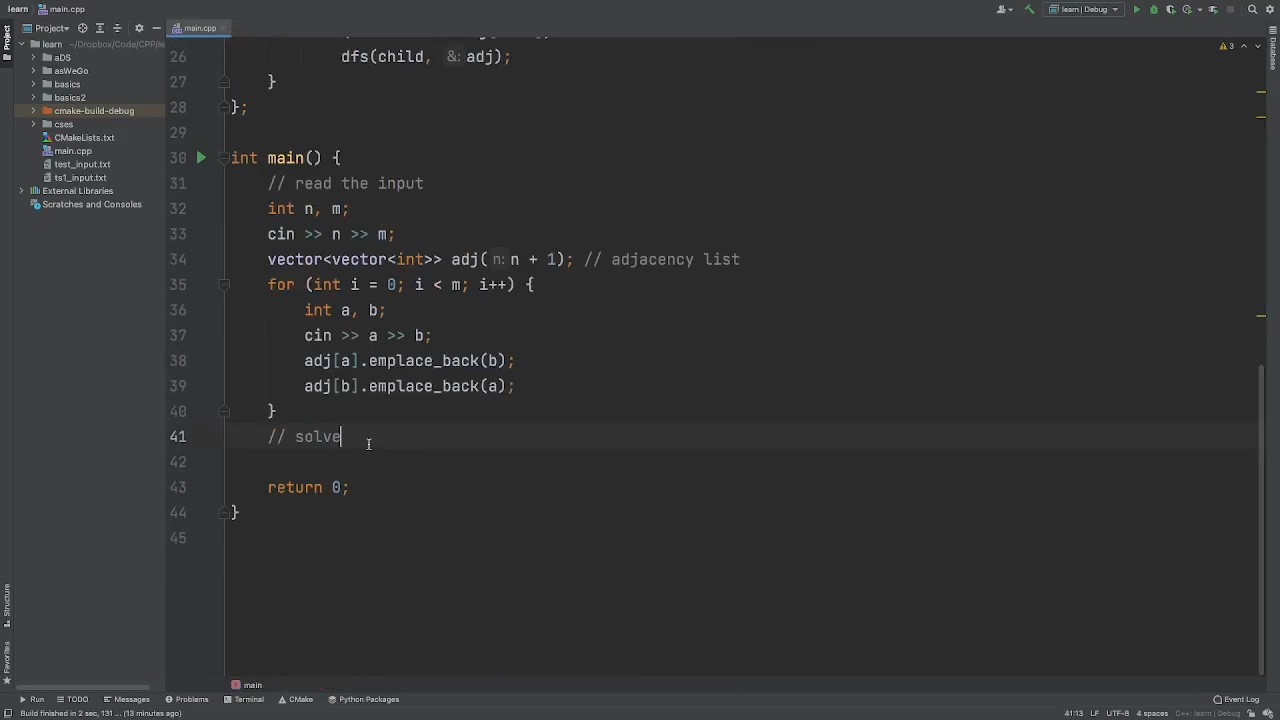 learn main.cpp learn | Debug
Project main.cpp
learn ~/Dropbox/Code/CPP/le
aDS
asWeGo
basics
basics2
cmake-build-debug
cses
CMakeLists.txt
main.cpp
test_input.txt
ts1_input.txt
External Libraries
Scratches and Consoles
Project
Structure
Favorites
Database
3
26 dfs(child, &: adj);
27 }
28 };
29
30 int main() {
31 // read the input
32 int n, m;
33 cin >> n >> m;
34 vector<vector<int>> adj( n: n + 1); // adjacency list
35 for (int i = 0; i < m; i++) {
36 int a, b;
37 cin >> a >> b;
38 adj[a].emplace_back(b);
39 adj[b].emplace_back(a);
40 }
41 // solve
42
43 return 0;
44 }
45
f main
Run TODO Messages Problems Terminal CMake Python Packages Event Log
Build finished in 2 sec, 131 ... (13 minutes ago) 41:13 LF UTF-8 4 spaces C++: learn | Debug